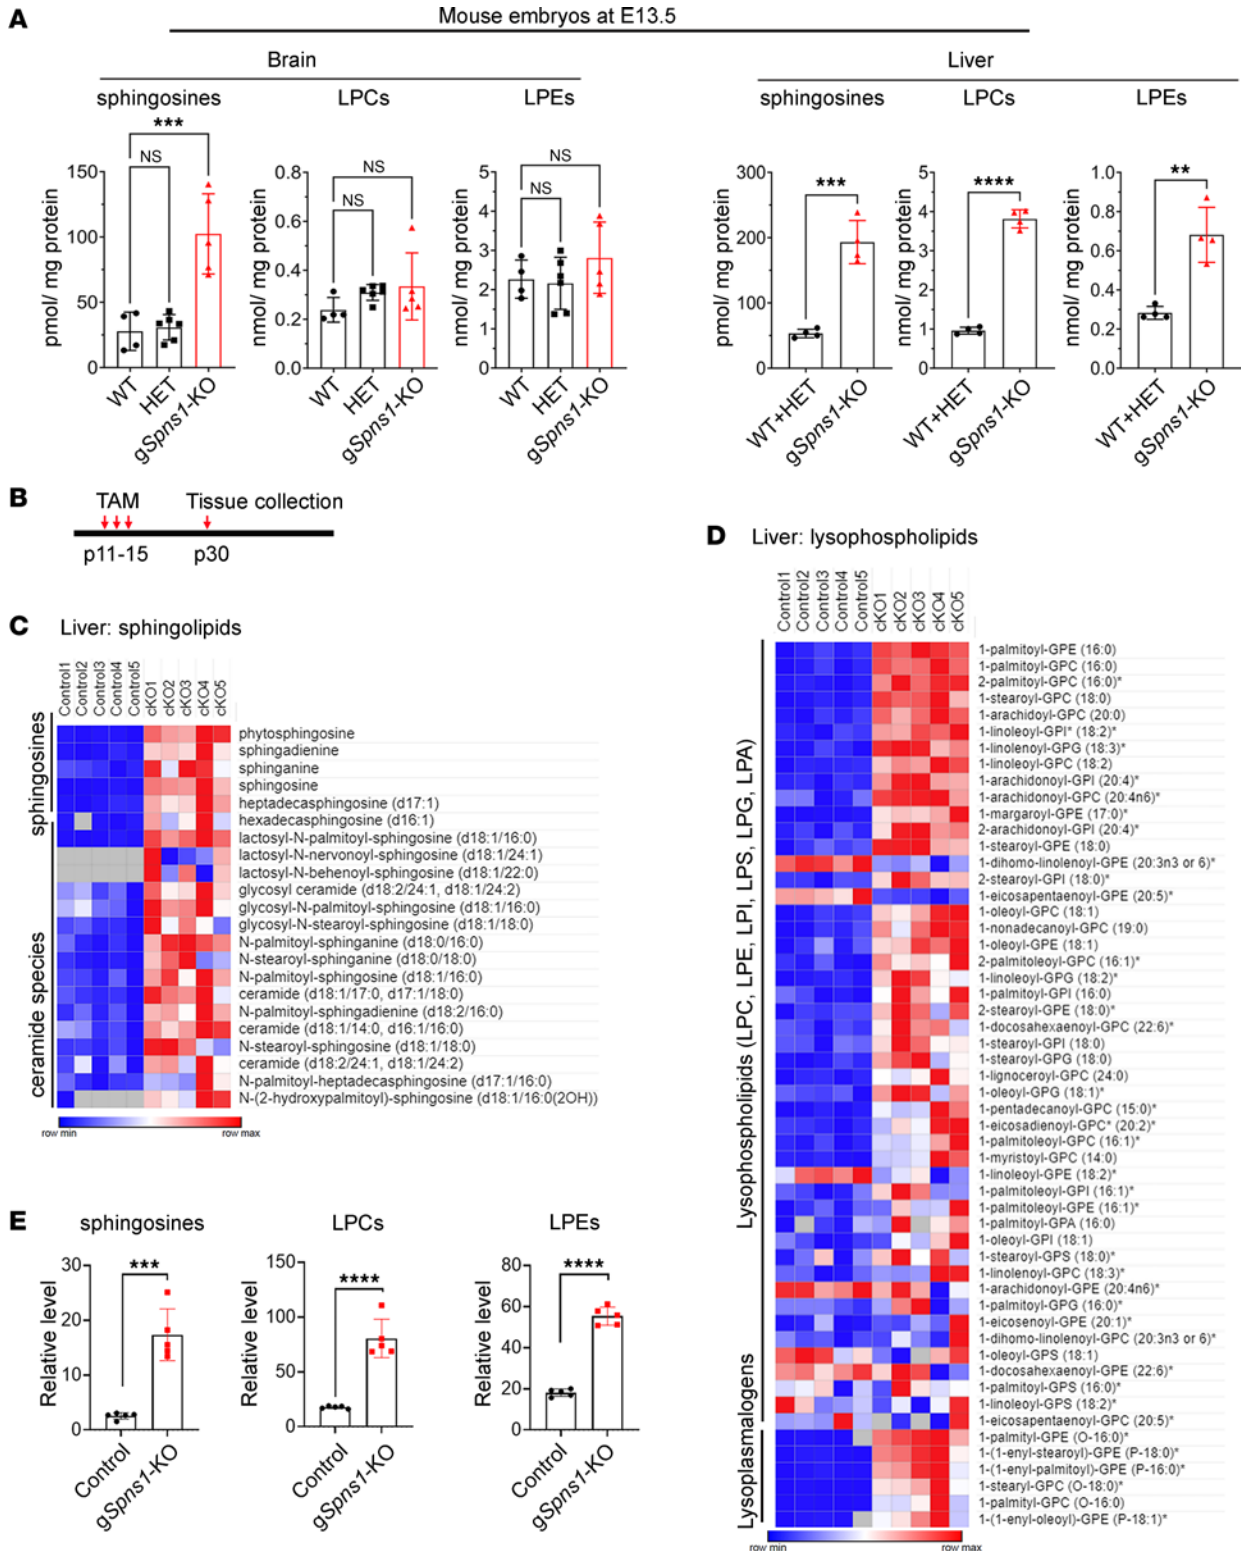 A
Mouse embryos at E13.5
Brain
Liver
sphingosines
LPCs
LPEs
sphingosines
LPCs
LPEs
***
NS
pmol/ mg protein
150
100
50
0
WT
HET
gSpns1-KO
NS
NS
nmol/ mg protein
0.8
0.6
0.4
0.2
0.0
WT
HET
gSpns1-KO
NS
NS
nmol/ mg protein
5
4
3
2
1
0
WT
HET
gSpns1-KO
***
pmol/ mg protein
300
200
100
0
WT+HET
gSpns1-KO
****
nmol/ mg protein
5
4
3
2
1
0
WT+HET
gSpns1-KO
**
nmol/ mg protein
1.0
0.8
0.6
0.4
0.2
0.0
WT+HET
gSpns1-KO
B
TAM
Tissue collection
p11-15
p30
C
Liver: sphingolipids
Control1
Control2
Control3
Control4
Control5
cKO1
cKO2
cKO3
cKO4
cKO5
sphingosines
ceramide species
phytosphingosine
sphingadienine
sphinganine
sphingosine
heptadecasphingosine (d17:1)
hexadecasphingosine (d16:1)
lactosyl-N-palmitoyl-sphingosine (d18:1/16:0)
lactosyl-N-nervonoyl-sphingosine (d18:1/24:1)
lactosyl-N-behenoyl-sphingosine (d18:1/22:0)
glycosyl ceramide (d18:2/24:1, d18:1/24:2)
glycosyl-N-palmitoyl-sphingosine (d18:1/16:0)
glycosyl-N-stearoyl-sphingosine (d18:1/18:0)
N-palmitoyl-sphinganine (d18:0/16:0)
N-stearoyl-sphinganine (d18:0/18:0)
N-palmitoyl-sphingosine (d18:1/16:0)
ceramide (d18:1/17:0, d17:1/18:0)
N-palmitoyl-sphingadienine (d18:2/16:0)
ceramide (d18:1/14:0, d16:1/16:0)
N-stearoyl-sphingosine (d18:1/18:0)
ceramide (d18:2/24:1, d18:1/24:2)
N-palmitoyl-heptadecasphingosine (d17:1/16:0)
N-(2-hydroxypalmitoyl)-sphingosine (d18:1/16:0(2OH))
row min
row max
D
Liver: lysophospholipids
Control1
Control2
Control3
Control4
Control5
cKO1
cKO2
cKO3
cKO4
cKO5
Lysophospholipids (LPC, LPE, LPI, LPS, LPG, LPA)
Lysoplasmalogens
1-palmitoyl-GPE (16:0)
1-palmitoyl-GPC (16:0)
2-palmitoyl-GPC (16:0)*
1-stearoyl-GPC (18:0)
1-arachidoyl-GPC (20:0)
1-linoleoyl-GPI* (18:2)*
1-linolenoyl-GPG (18:3)*
1-linoleoyl-GPC (18:2)
1-arachidonoyl-GPI (20:4)*
1-arachidonoyl-GPC (20:4n6)*
1-margaroyl-GPE (17:0)*
2-arachidonoyl-GPI (20:4)*
1-stearoyl-GPE (18:0)
1-dihomo-linolenoyl-GPE (20:3n3 or 6)*
2-stearoyl-GPI (18:0)*
1-eicosapentaenoyl-GPE (20:5)*
1-oleoyl-GPC (18:1)
1-nonadecanoyl-GPC (19:0)
1-oleoyl-GPE (18:1)
2-palmitoleoyl-GPC (16:1)*
1-linoleoyl-GPG (18:2)*
1-palmitoyl-GPI (16:0)
2-stearoyl-GPE (18:0)*
1-docosahexaenoyl-GPC (22:6)*
1-stearoyl-GPI (18:0)
1-stearoyl-GPG (18:0)
1-lignoceroyl-GPC (24:0)
1-oleoyl-GPG (18:1)*
1-pentadecanoyl-GPC (15:0)*
1-eicosadienoyl-GPC* (20:2)*
1-palmitoleoyl-GPC (16:1)*
1-myristoyl-GPC (14:0)
1-linoleoyl-GPE (18:2)*
1-palmitoleoyl-GPI (16:1)*
1-palmitoleoyl-GPE (16:1)*
1-palmitoyl-GPA (16:0)
1-oleoyl-GPI (18:1)
1-stearoyl-GPS (18:0)*
1-linolenoyl-GPC (18:3)*
1-arachidonoyl-GPE (20:4n6)*
1-palmitoyl-GPG (16:0)*
1-eicosenoyl-GPE (20:1)*
1-dihomo-linolenoyl-GPC (20:3n3 or 6)*
1-oleoyl-GPS (18:1)
1-docosahexaenoyl-GPE (22:6)*
1-palmitoyl-GPS (16:0)*
1-linoleoyl-GPS (18:2)*
1-eicosapentaenoyl-GPC (20:5)*
1-palmityl-GPE (O-16:0)*
1-(1-enyl-stearoyl)-GPE (P-18:0)*
1-(1-enyl-palmitoyl)-GPE (P-16:0)*
1-stearyl-GPC (O-18:0)*
1-palmityl-GPC (O-16:0)
1-(1-enyl-oleoyl)-GPE (P-18:1)*
row min
row max
E
sphingosines
LPCs
LPEs
***
Relative level
30
20
10
0
Control
gSpns1-KO
****
Relative level
150
100
50
0
Control
gSpns1-KO
****
Relative level
80
60
40
20
0
Control
gSpns1-KO